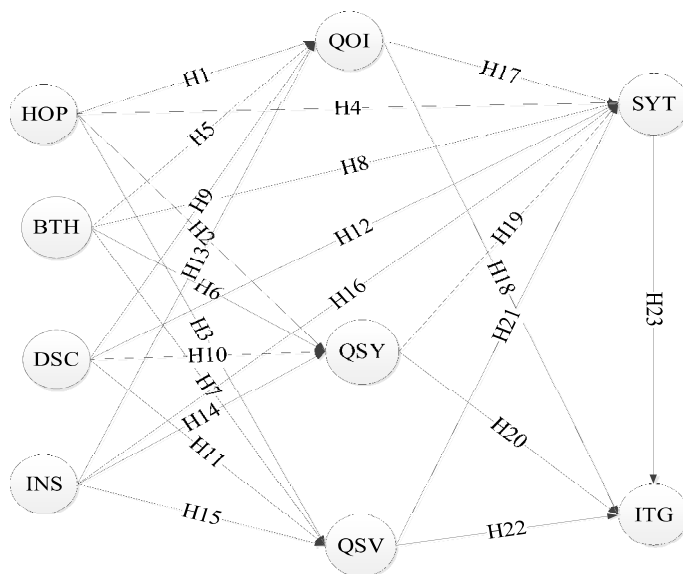 QOI
H17
H1
SYT
HOP
H4
H5
H8
H9
H19
BTH
H2
H12
H13
H18
H6
H16
H21
H23
H3
DSC
H10
QSY
H7
H14
H20
H11
INS
H15
ITG
H22
QSV